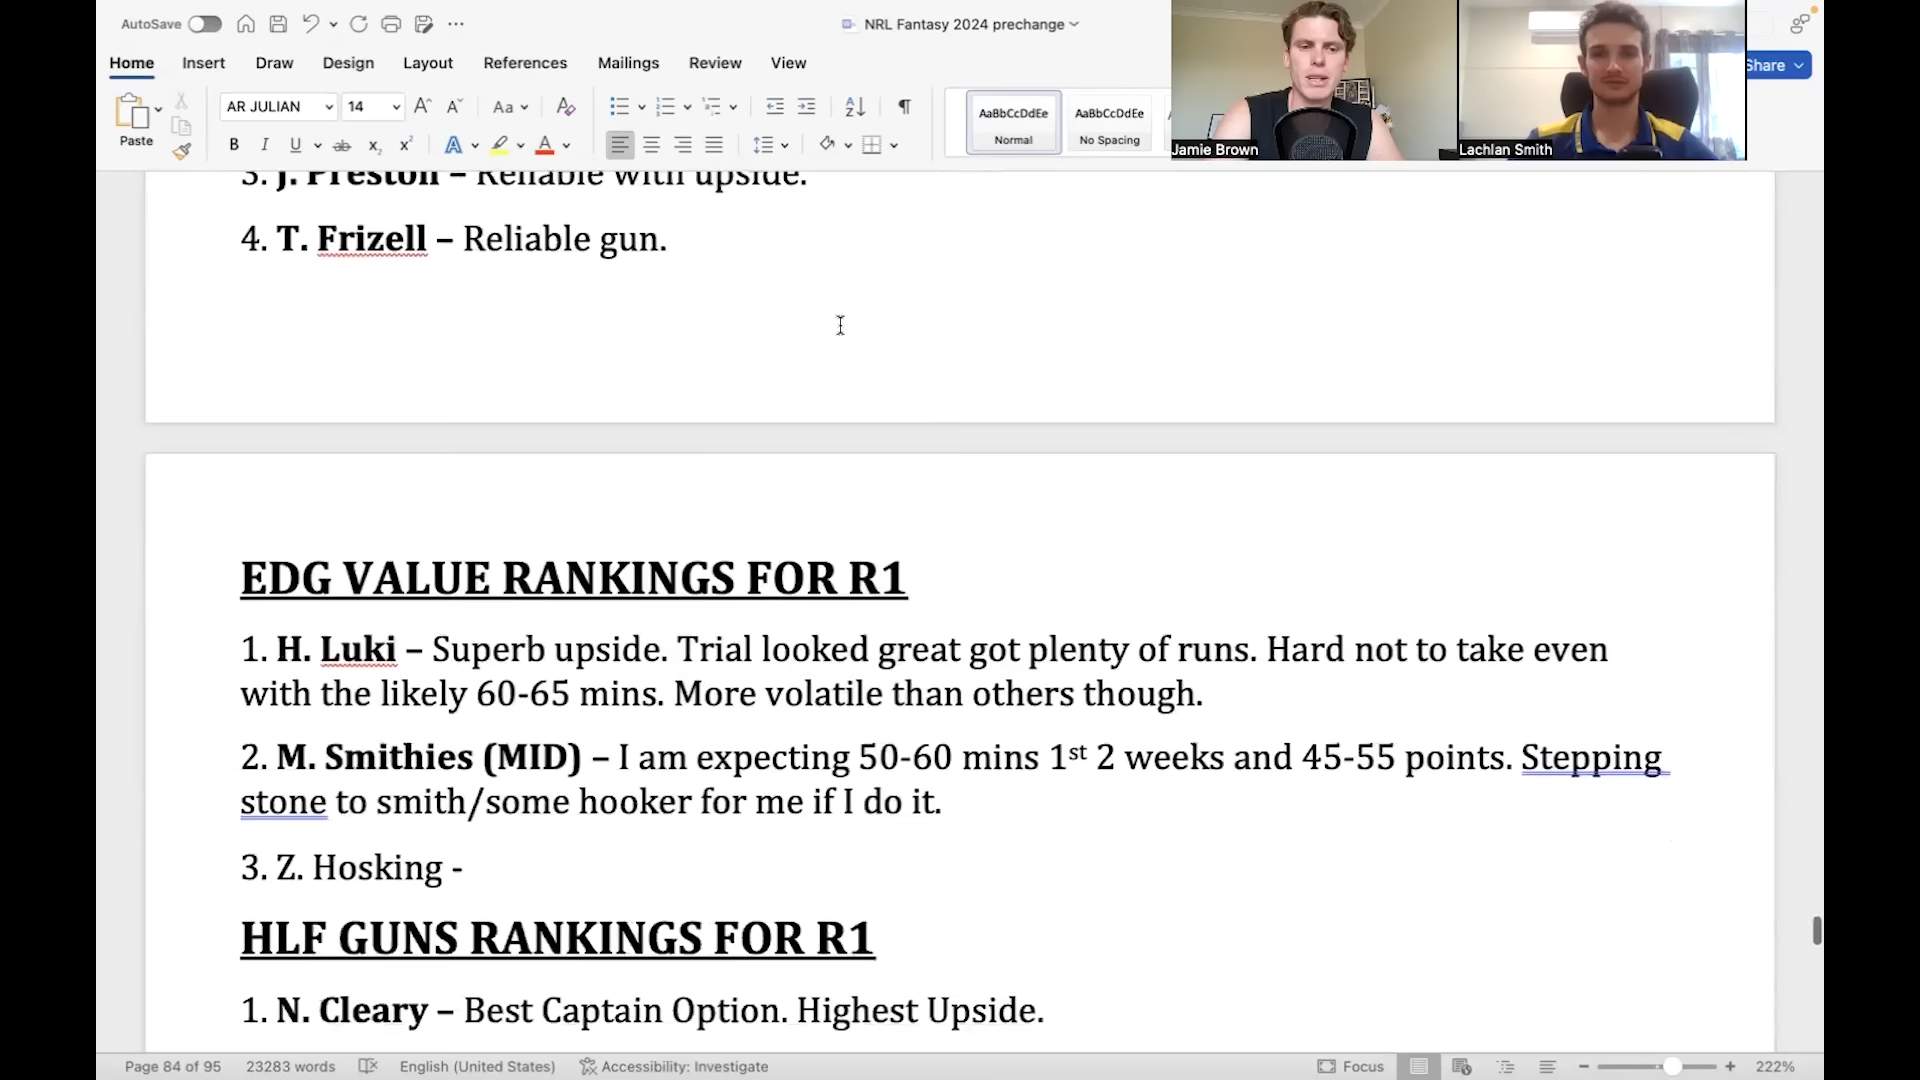 AutoSave
NRL Fantasy 2024 prechange
Home Insert Draw Design Layout References Mailings Review View
Share
Paste
AR JULIAN 14
Aa
AaBbCcDdEe
Normal
AaBbCcDdEe
No Spacing
Jamie Brown
Lachlan Smith
3. J. Preston – Reliable with upside.
4. T. Frizell – Reliable gun.
EDG VALUE RANKINGS FOR R1
1. H. Luki – Superb upside. Trial looked great got plenty of runs. Hard not to take even
with the likely 60-65 mins. More volatile than others though.
2. M. Smithies (MID) – I am expecting 50-60 mins 1st 2 weeks and 45-55 points. Stepping
stone to smith/some hooker for me if I do it.
3. Z. Hosking -
HLF GUNS RANKINGS FOR R1
1. N. Cleary – Best Captain Option. Highest Upside.
Page 84 of 95 23283 words English (United States) Accessibility: Investigate Focus 222%